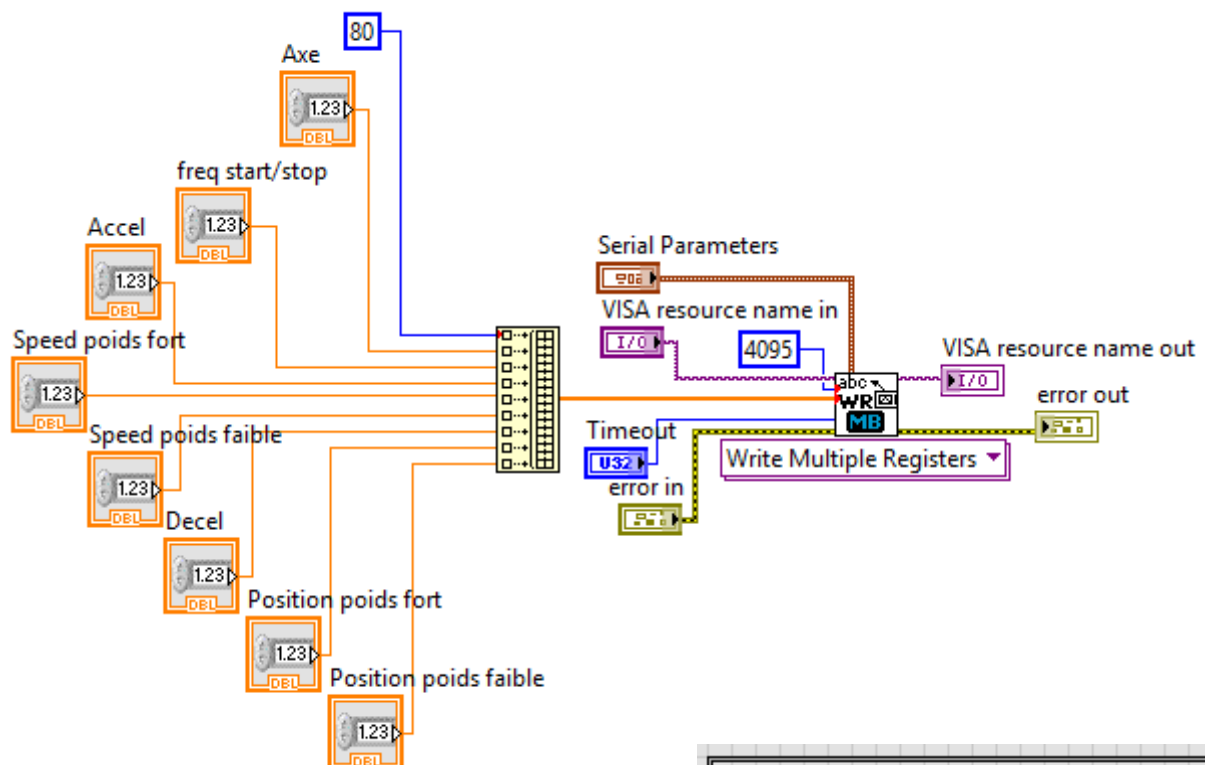 80
Axe
1.23
DBL
freq start/stop
1.23
DBL
Accel
1.23
DBL
Serial Parameters
VISA resource name in
I/O
4095
VISA resource name out
I/O
Speed poids fort
1.23
DBL
abc
WR
MB
error out
Speed poids faible
1.23
DBL
Timeout
U32
Write Multiple Registers
error in
Decel
1.23
DBL
Position poids fort
1.23
DBL
Position poids faible
1.23
DBL